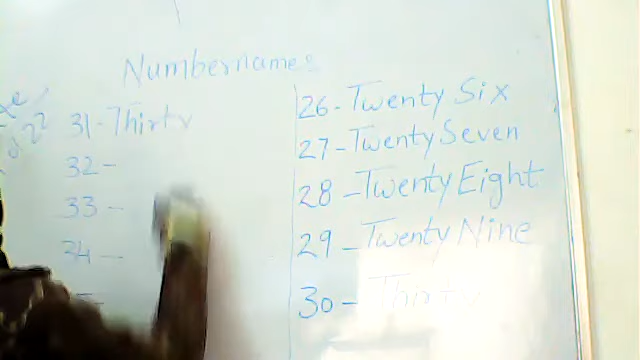 Numbernames
31-Thirty
32-
33-
34-
26-Twenty Six
27-Twenty Seven
28-Twenty Eight
29-Twenty Nine
30-Thirty